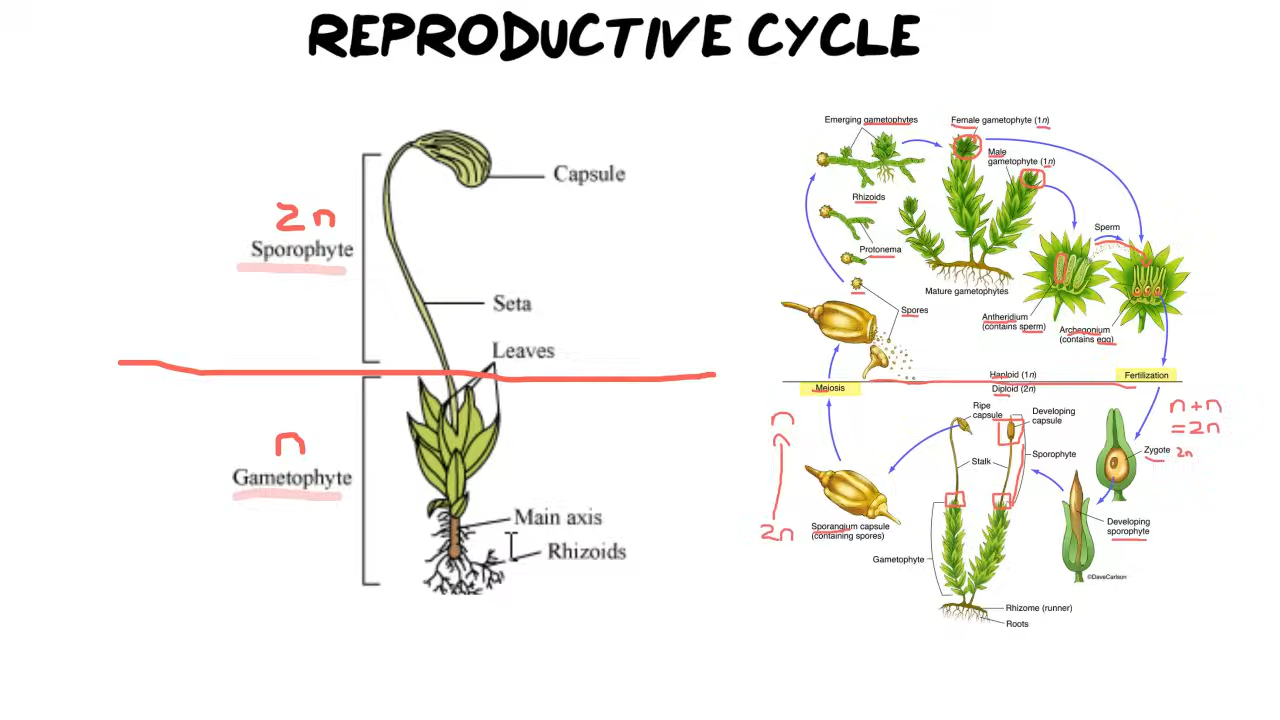 REPRODUCTIVE CYCLE
Capsule
2n
Sporophyte
Seta
Leaves
n
Gametophyte
Main axis
Rhizoids
Emerging gametophytes
Female gametophyte (1n)
Male
gametophyte (1n)
Rhizoids
Sperm
Protonema
Mature gametophytes
Spores
Antheridium
(contains sperm)
Archegonium
(contains egg)
Haploid (1n)
Fertilization
Meiosis
Diploid (2n)
Ripe
capsule
Developing
capsule
n + n
= 2n
n
Stalk
Sporophyte
Zygote 2n
2n
Sporangium capsule
(containing spores)
Developing
sporophyte
Gametophyte
©DaveCarlson
Rhizome (runner)
Roots